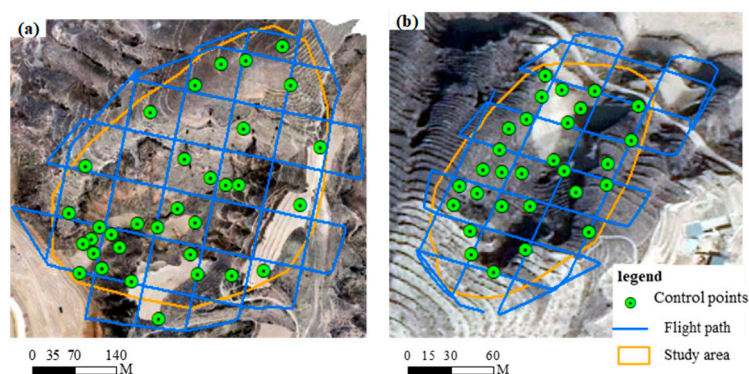 (a)
(b)
legend
Control points
Flight path
Study area
0 35 70 140
M
0 15 30 60
M